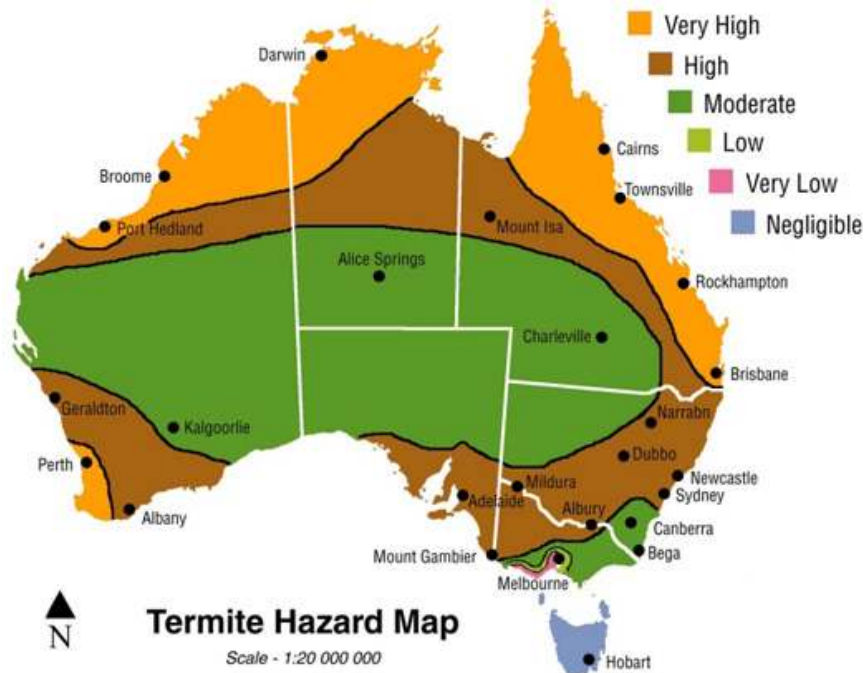 Very High
High
Moderate
Low
Very Low
Negligible
Darwin
Cairns
Broome
Townsville
Port Hedland
Mount Isa
Alice Springs
Rockhampton
Charleville
Brisbane
Geraldton
Narrabn
Kalgoorlie
Dubbo
Perth
Newcastle
Mildura
Sydney
Adelaide
Albury
Albany
Canberra
Mount Gambier
Bega
Melbourne
N
Termite Hazard Map
Scale - 1:20 000 000
Hobart